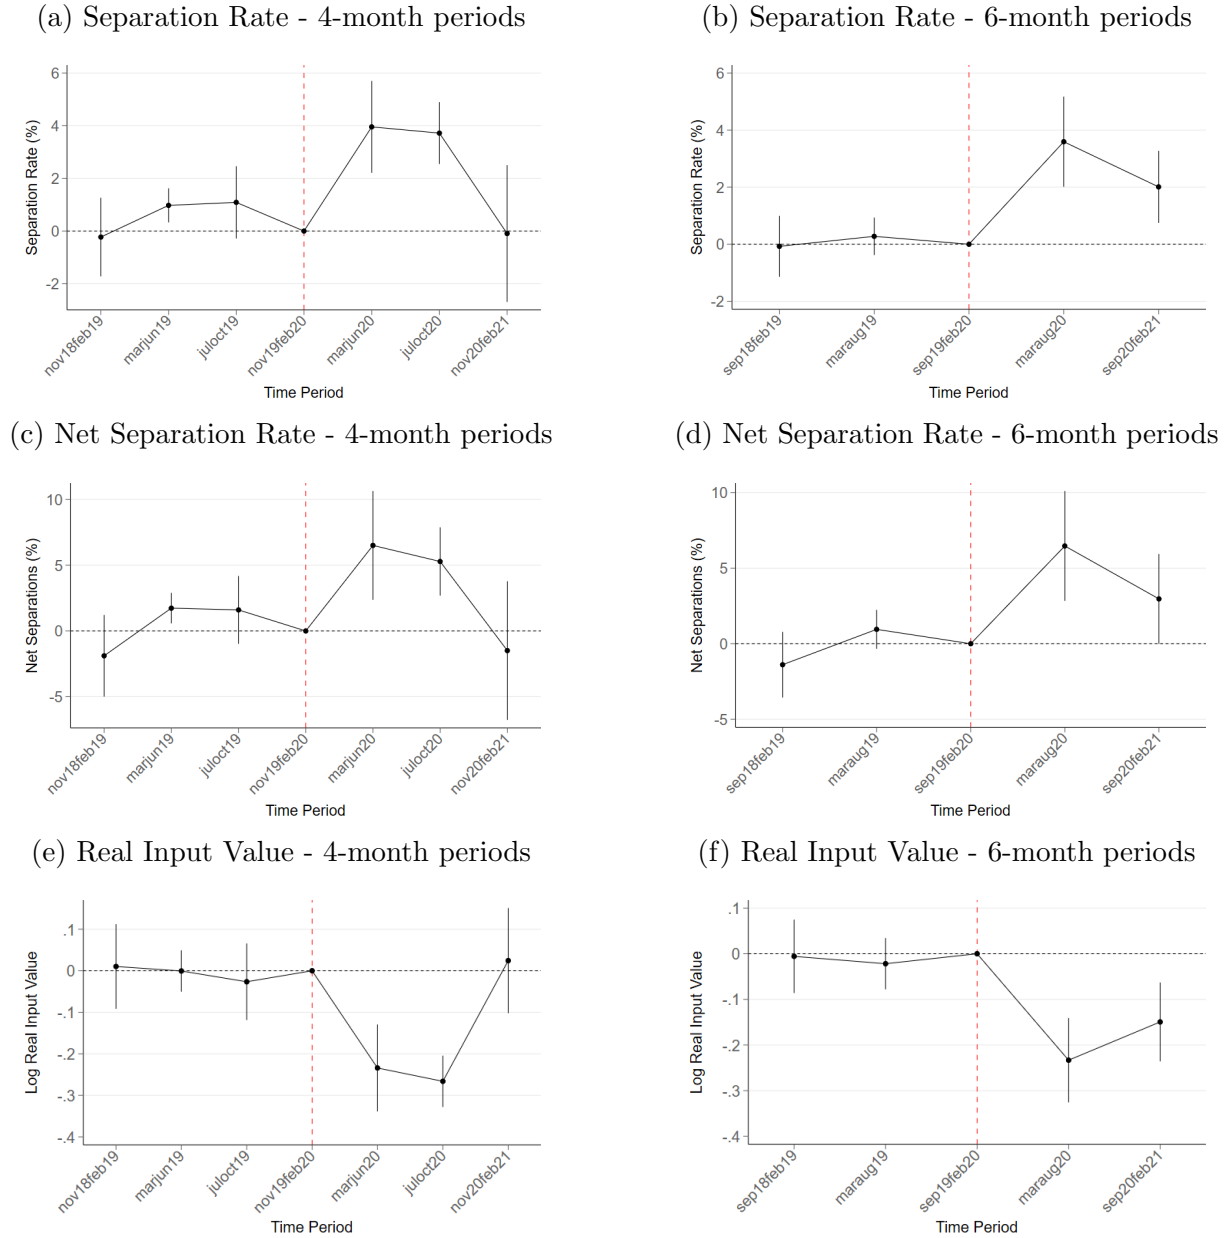 (a) Separation Rate - 4-month periods
6
4
2
0
-2
Separation Rate (%)
nov18feb19
marjun19
juloct19
nov19feb20
marjun20
juloct20
nov20feb21
Time Period
(b) Separation Rate - 6-month periods
6
4
2
0
-2
Separation Rate (%)
sep18feb19
maraug19
sep19feb20
maraug20
sep20feb21
Time Period
(c) Net Separation Rate - 4-month periods
10
5
0
-5
Net Separations (%)
nov18feb19
marjun19
juloct19
nov19feb20
marjun20
juloct20
nov20feb21
Time Period
(d) Net Separation Rate - 6-month periods
10
5
0
-5
Net Separations (%)
sep18feb19
maraug19
sep19feb20
maraug20
sep20feb21
Time Period
(e) Real Input Value - 4-month periods
.1
0
-.1
-.2
-.3
-.4
Log Real Input Value
nov18feb19
marjun19
juloct19
nov19feb20
marjun20
juloct20
nov20feb21
Time Period
(f) Real Input Value - 6-month periods
.1
0
-.1
-.2
-.3
-.4
Log Real Input Value
sep18feb19
maraug19
sep19feb20
maraug20
sep20feb21
Time Period